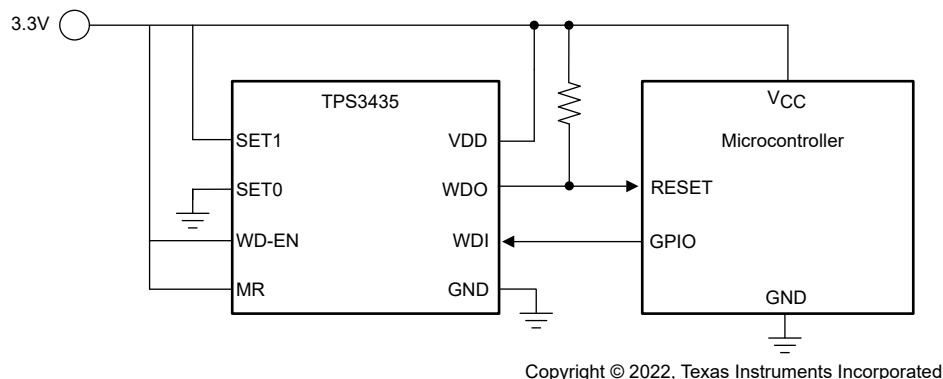 3.3V
TPS3435
SET1
SET0
WD-EN
MR
VDD
WDO
WDI
GND
VCC
Microcontroller
RESET
GPIO
GND
Copyright © 2022, Texas Instruments Incorporated